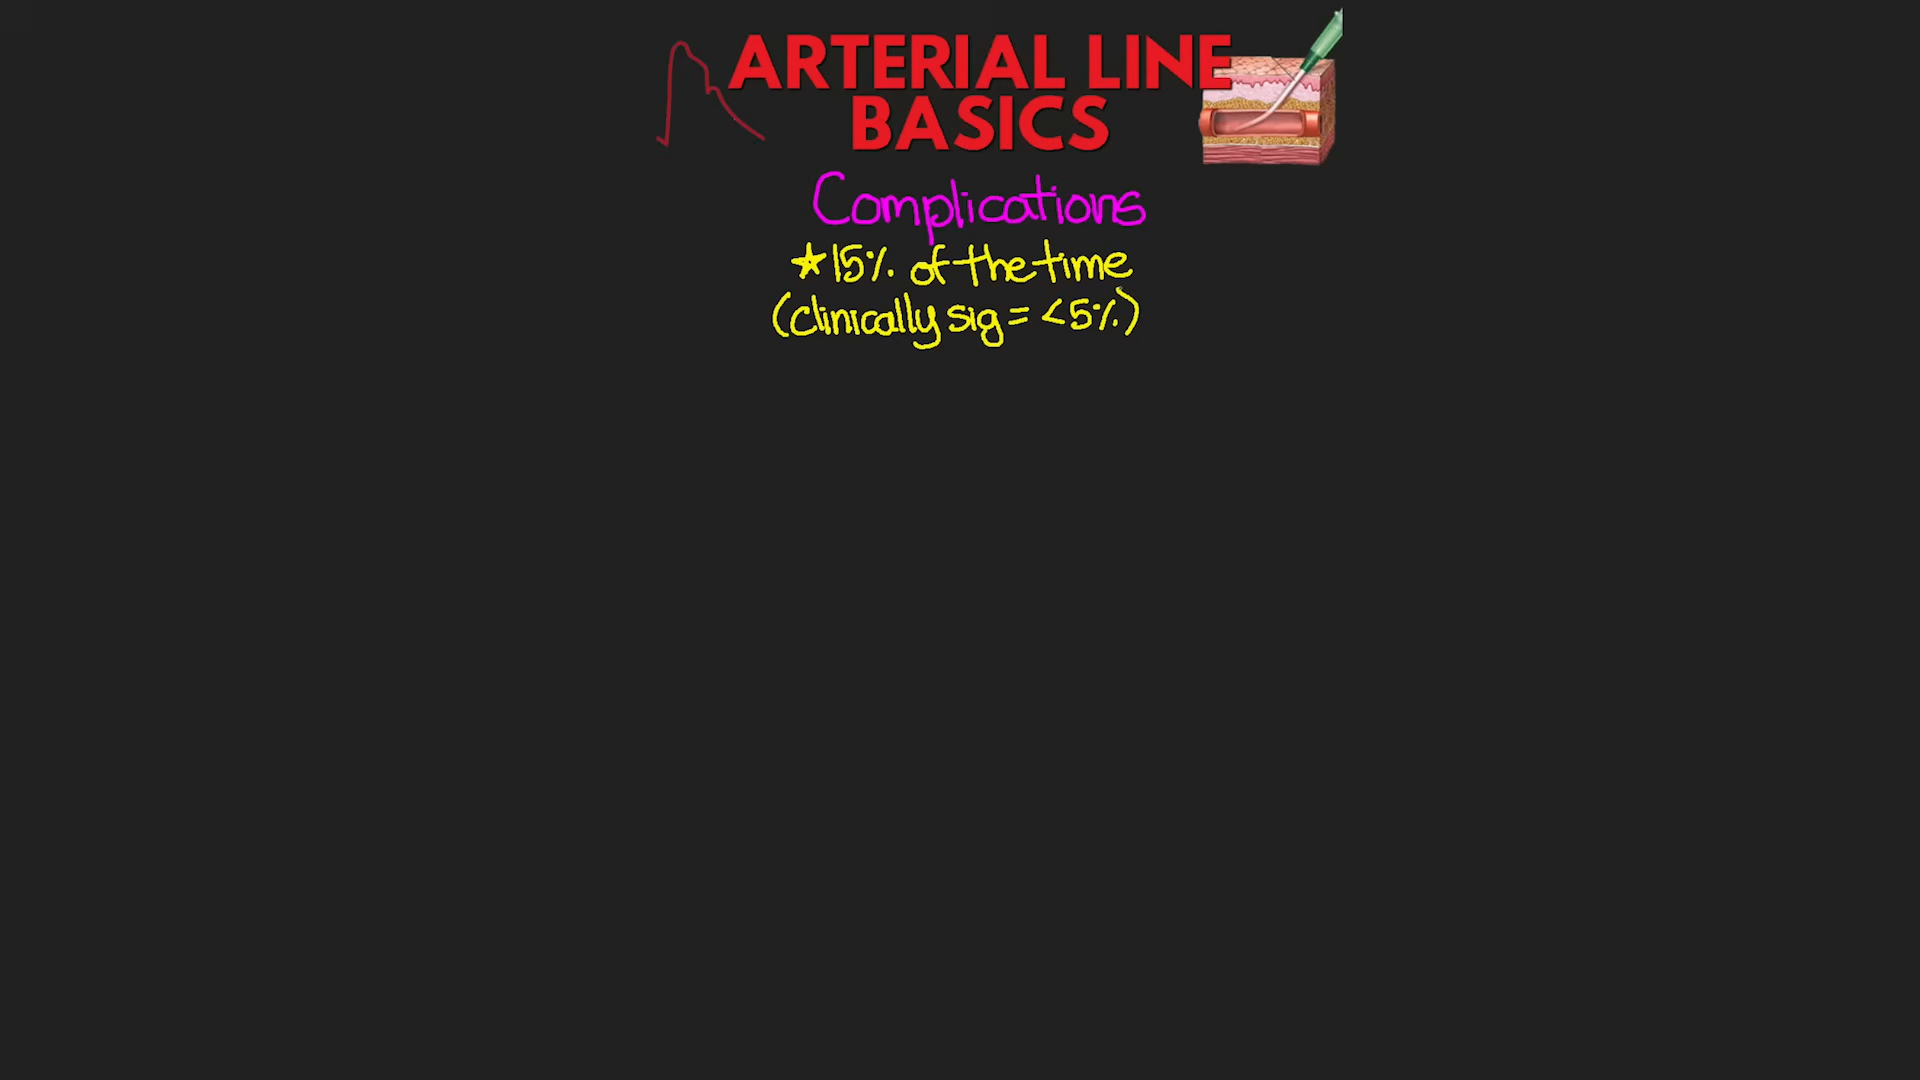 ARTERIAL LINE
BASICS
Complications
★15% of the time
(clinically sig = <5%)